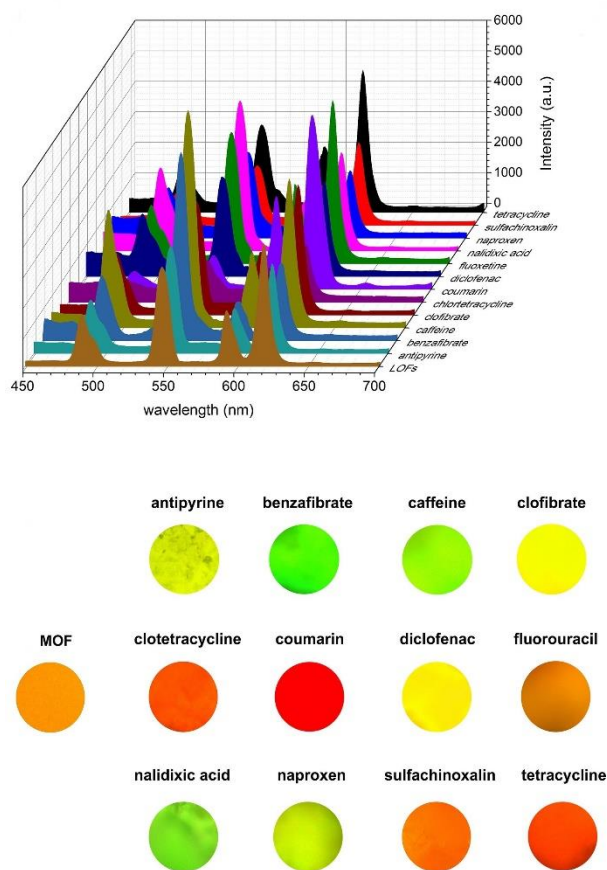 6000
5000
4000
3000
2000
1000
0
Intensity (a.u.)
tetracycline
sulfachinoxalin
naproxen
nalidixic acid
fluoxetine
diclofenac
coumarin
chlortetracycline
clofibrate
caffeine
benzafibrate
antipyrine
LOFs
450 500 550 600 650 700
wavelength (nm)
antipyrine benzafibrate caffeine clofibrate
MOF clotetracycline coumarin diclofenac fluorouracil
nalidixic acid naproxen sulfachinoxalin tetracycline